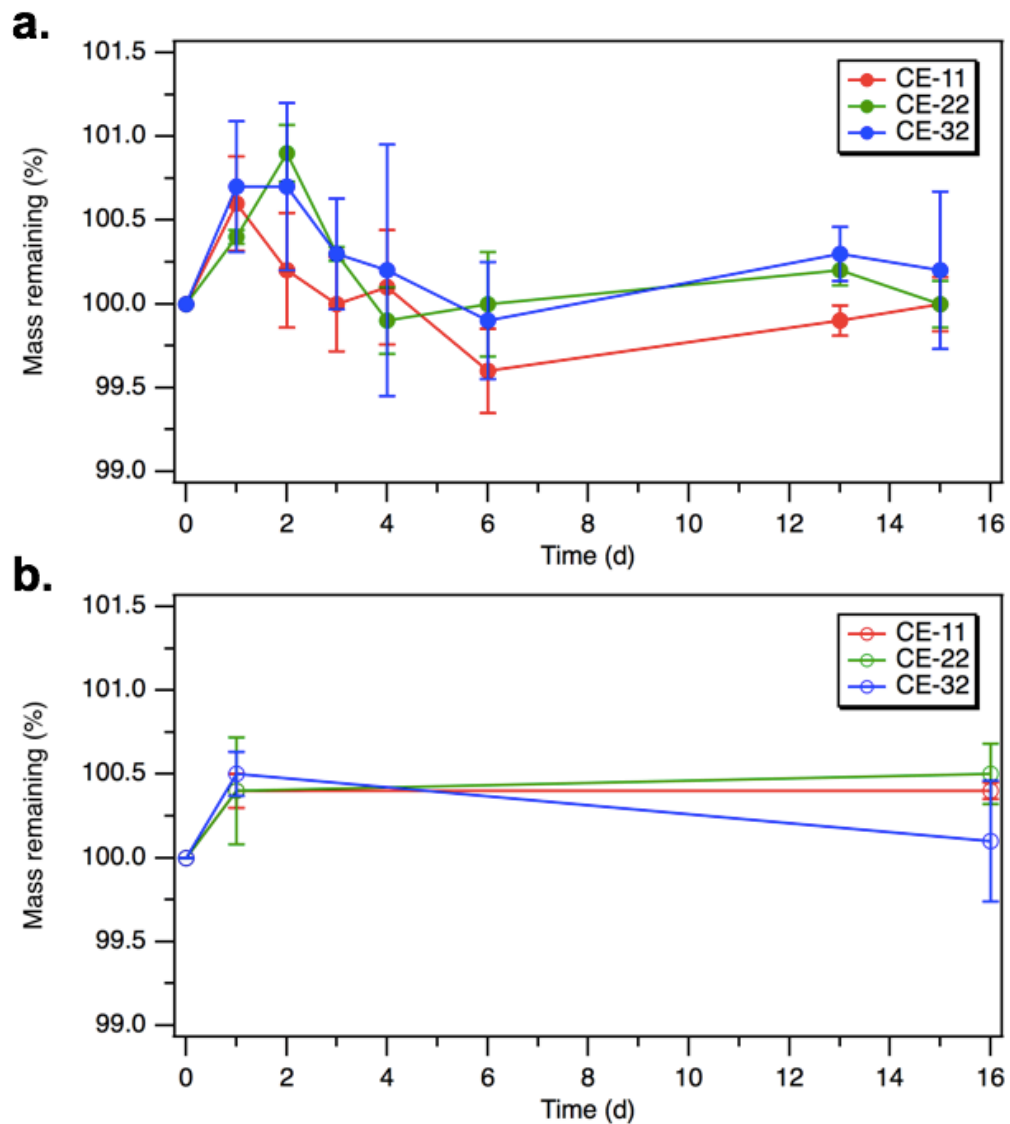 a.
101.5
101.0
100.5
100.0
99.5
99.0
Mass remaining (%)
CE-11
CE-22
CE-32
0 2 4 6 8 10 12 14 16
Time (d)
b.
101.5
101.0
100.5
100.0
99.5
99.0
Mass remaining (%)
CE-11
CE-22
CE-32
0 2 4 6 8 10 12 14 16
Time (d)